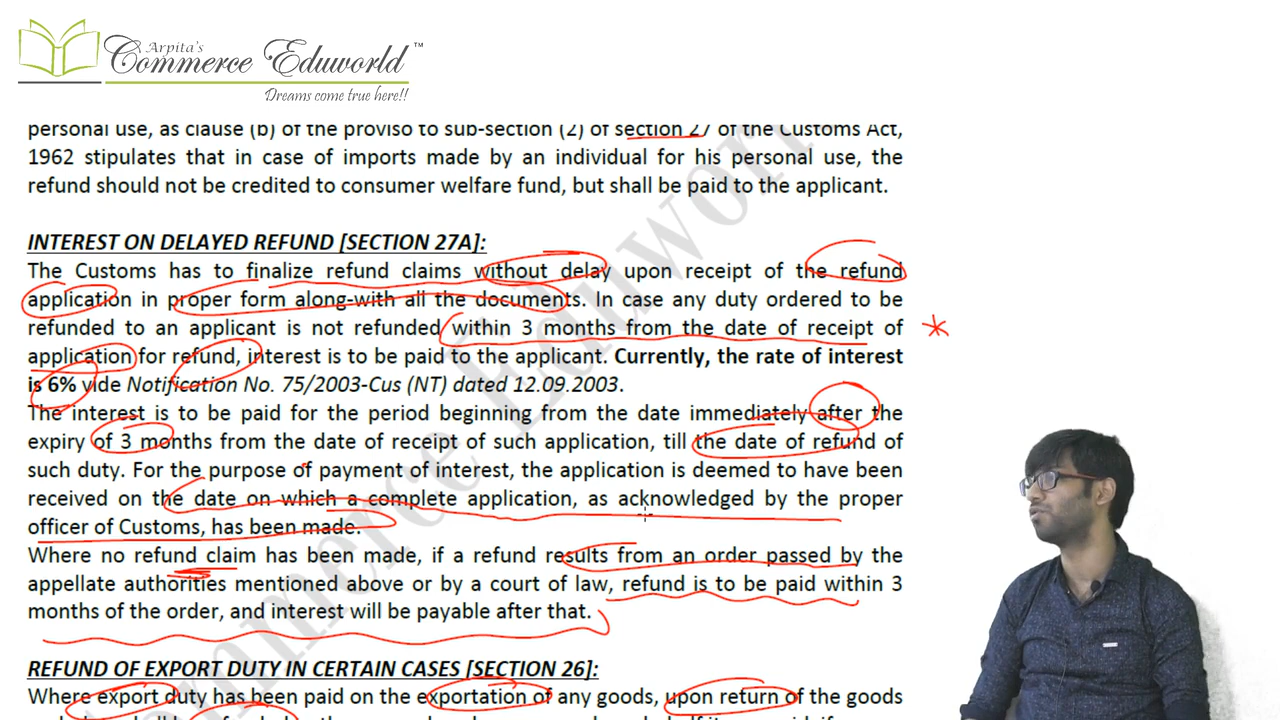 Arpita's
Commerce Eduworld™
Dreams come true here!!
personal use, as clause (b) of the proviso to sub-section (2) of section 27 of the Customs Act,
1962 stipulates that in case of imports made by an individual for his personal use, the
refund should not be credited to consumer welfare fund, but shall be paid to the applicant.
INTEREST ON DELAYED REFUND [SECTION 27A]:
The Customs has to finalize refund claims without delay upon receipt of the refund
application in proper form along-with all the documents. In case any duty ordered to be
refunded to an applicant is not refunded within 3 months from the date of receipt of
application for refund, interest is to be paid to the applicant. Currently, the rate of interest
is 6% vide Notification No. 75/2003-Cus (NT) dated 12.09.2003.
The interest is to be paid for the period beginning from the date immediately after the
expiry of 3 months from the date of receipt of such application, till the date of refund of
such duty. For the purpose of payment of interest, the application is deemed to have been
received on the date on which a complete application, as acknowledged by the proper
officer of Customs, has been made.
Where no refund claim has been made, if a refund results from an order passed by the
appellate authorities mentioned above or by a court of law, refund is to be paid within 3
months of the order, and interest will be payable after that.
REFUND OF EXPORT DUTY IN CERTAIN CASES [SECTION 26]:
Where export duty has been paid on the exportation of any goods, upon return of the goods